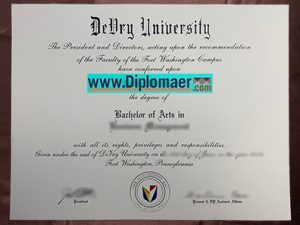 DeVry University
The President and Directors, acting upon the recommendation
of the Faculty of the Fort Washington Campus
have conferred upon
www.Diplomaer.com
the degree of
Bachelor of Arts in
with all its rights, privileges and responsibilities.
Given under the seal of DeVry University on
Fort Washington, Pennsylvania
President